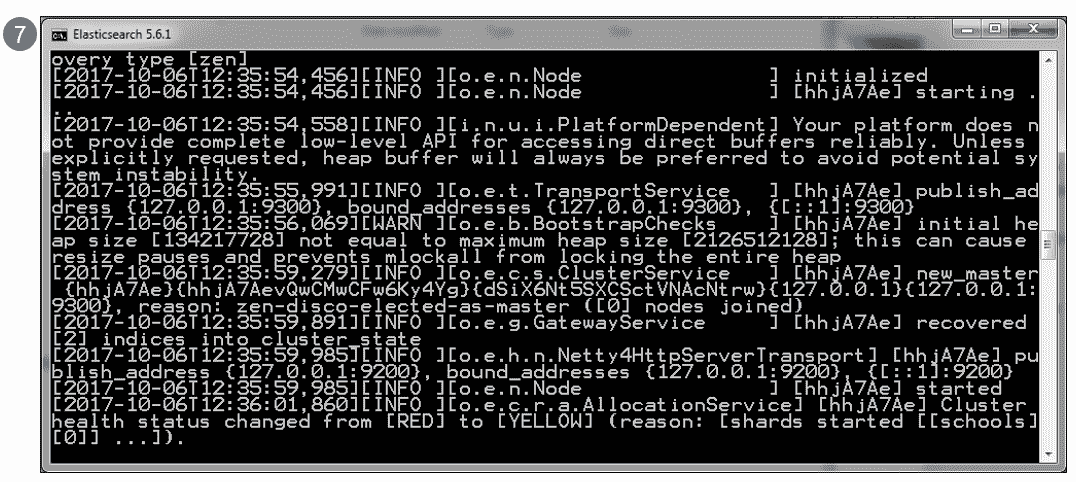 7
Elasticsearch 5.6.1
overy type [zen]
[2017-10-06T12:35:54,456][INFO ][o.e.n.Node               ] initialized
[2017-10-06T12:35:54,456][INFO ][o.e.n.Node               ] [hhjA7Ae] starting .
..
[2017-10-06T12:35:54,558][INFO ][i.n.u.i.PlatformDependent] Your platform does n
ot provide complete low-level API for accessing direct buffers reliably. Unless
explicitly requested, heap buffer will always be preferred to avoid potential sy
stem instability.
[2017-10-06T12:35:55,991][INFO ][o.e.t.TransportService   ] [hhjA7Ae] publish_ad
dress {127.0.0.1:9300}, bound_addresses {127.0.0.1:9300}, {[::1]:9300}
[2017-10-06T12:35:56,069][WARN ][o.e.b.BootstrapChecks    ] [hhjA7Ae] initial he
ap size [134217728] not equal to maximum heap size [2126512128]; this can cause
resize pauses and prevents mlockall from locking the entire heap
[2017-10-06T12:35:59,279][INFO ][o.e.c.s.ClusterService   ] [hhjA7Ae] new_master
{hhjA7Ae}{hhjA7AevQwCMwCFw6Ky4Yg}{dSiX6Nt5SXCSctVNAcNtrw}{127.0.0.1}{127.0.0.1:
9300}, reason: zen-disco-elected-as-master ([0] nodes joined)
[2017-10-06T12:35:59,891][INFO ][o.e.g.GatewayService     ] [hhjA7Ae] recovered
[2] indices into cluster_state
[2017-10-06T12:35:59,985][INFO ][o.e.h.n.Netty4HttpServerTransport] [hhjA7Ae] pu
blish_address {127.0.0.1:9200}, bound_addresses {127.0.0.1:9200}, {[::1]:9200}
[2017-10-06T12:35:59,985][INFO ][o.e.n.Node               ] [hhjA7Ae] started
[2017-10-06T12:36:01,860][INFO ][o.e.c.r.a.AllocationService] [hhjA7Ae] Cluster
health status changed from [RED] to [YELLOW] (reason: [shards started [[schools]
[0]] ...]).